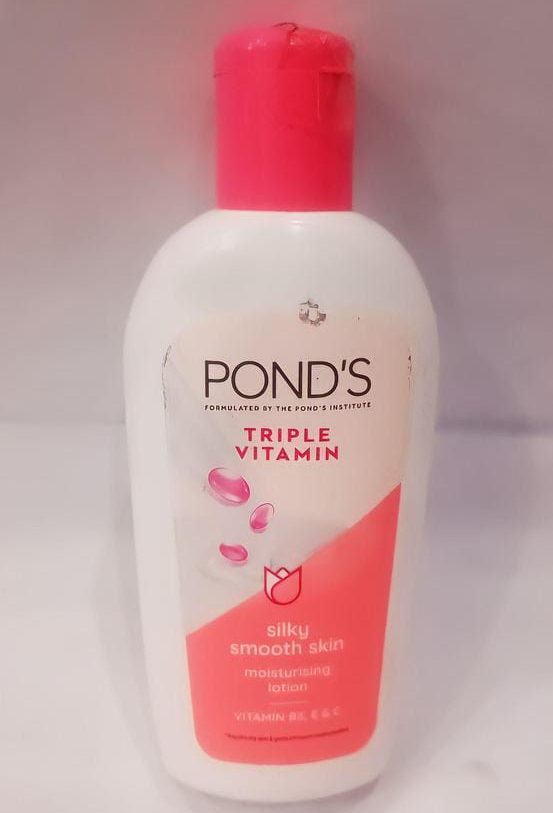 POND'S
FORMULATED BY THE POND'S INSTITUTE
TRIPLE
VITAMIN
silky
smooth skin
moisturising
lotion
VITAMIN B3, E & C